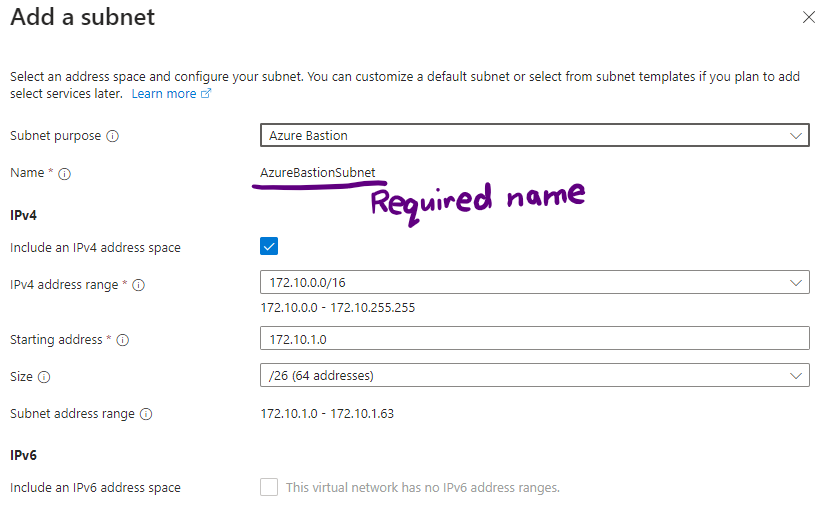 Add a subnet
Select an address space and configure your subnet. You can customize a default subnet or select from subnet templates if you plan to add
select services later. Learn more
Subnet purpose Azure Bastion
Name * AzureBastionSubnet
Required name
IPv4
Include an IPv4 address space
IPv4 address range * 172.10.0.0/16
172.10.0.0 - 172.10.255.255
Starting address * 172.10.1.0
Size /26 (64 addresses)
Subnet address range 172.10.1.0 - 172.10.1.63
IPv6
Include an IPv6 address space This virtual network has no IPv6 address ranges.